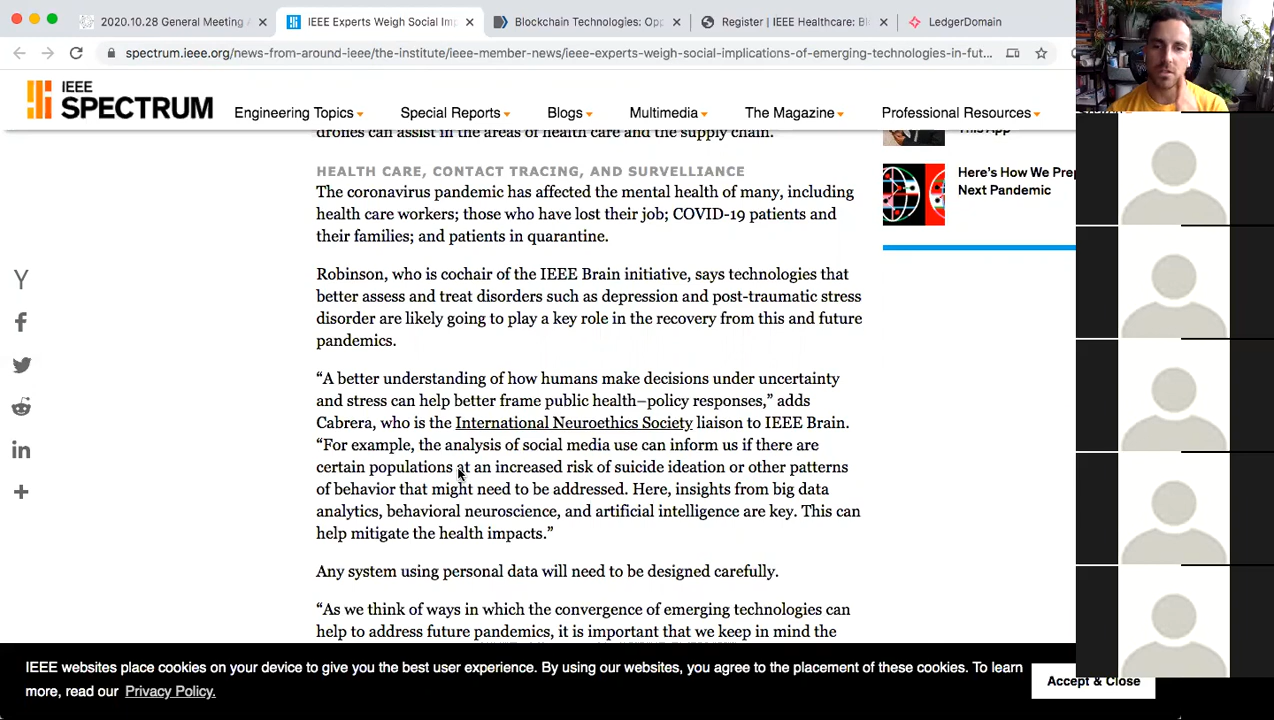 2020.10.28 General Meeting
IEEE Experts Weigh Social Imp
Blockchain Technologies: Opp
Register | IEEE Healthcare: Bl
LedgerDomain
spectrum.ieee.org/news-from-around-ieee/the-institute/ieee-member-news/ieee-experts-weigh-social-implications-of-emerging-technologies-in-fut...
IEEE
SPECTRUM
Engineering Topics
Special Reports
Blogs
Multimedia
The Magazine
Professional Resources
drones can assist in the areas of health care and the supply chain.
This App
HEALTH CARE, CONTACT TRACING, AND SURVELLIANCE
The coronavirus pandemic has affected the mental health of many, including
health care workers; those who have lost their job; COVID-19 patients and
their families; and patients in quarantine.
Here's How We Prep
Next Pandemic
Robinson, who is cochair of the IEEE Brain initiative, says technologies that
better assess and treat disorders such as depression and post-traumatic stress
disorder are likely going to play a key role in the recovery from this and future
pandemics.
“A better understanding of how humans make decisions under uncertainty
and stress can help better frame public health–policy responses,” adds
Cabrera, who is the International Neuroethics Society liaison to IEEE Brain.
“For example, the analysis of social media use can inform us if there are
certain populations at an increased risk of suicide ideation or other patterns
of behavior that might need to be addressed. Here, insights from big data
analytics, behavioral neuroscience, and artificial intelligence are key. This can
help mitigate the health impacts.”
Any system using personal data will need to be designed carefully.
“As we think of ways in which the convergence of emerging technologies can
help to address future pandemics, it is important that we keep in mind the
IEEE websites place cookies on your device to give you the best user experience. By using our websites, you agree to the placement of these cookies. To learn
more, read our Privacy Policy.
Accept & Close